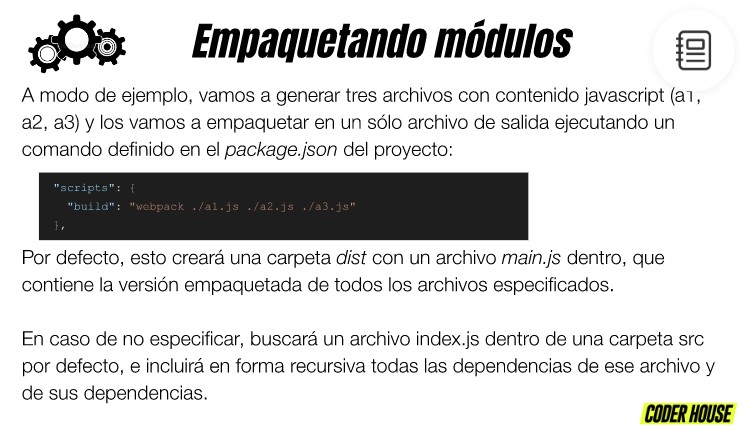 Empaquetando módulos
A modo de ejemplo, vamos a generar tres archivos con contenido javascript (a1,
a2, a3) y los vamos a empaquetar en un sólo archivo de salida ejecutando un
comando definido en el package.json del proyecto:
"scripts": {
"build": "webpack ./a1.js ./a2.js ./a3.js"
},
Por defecto, esto creará una carpeta dist con un archivo main.js dentro, que
contiene la versión empaquetada de todos los archivos especificados.
En caso de no especificar, buscará un archivo index.js dentro de una carpeta src
por defecto, e incluirá en forma recursiva todas las dependencias de ese archivo y
de sus dependencias.
CODER HOUSE